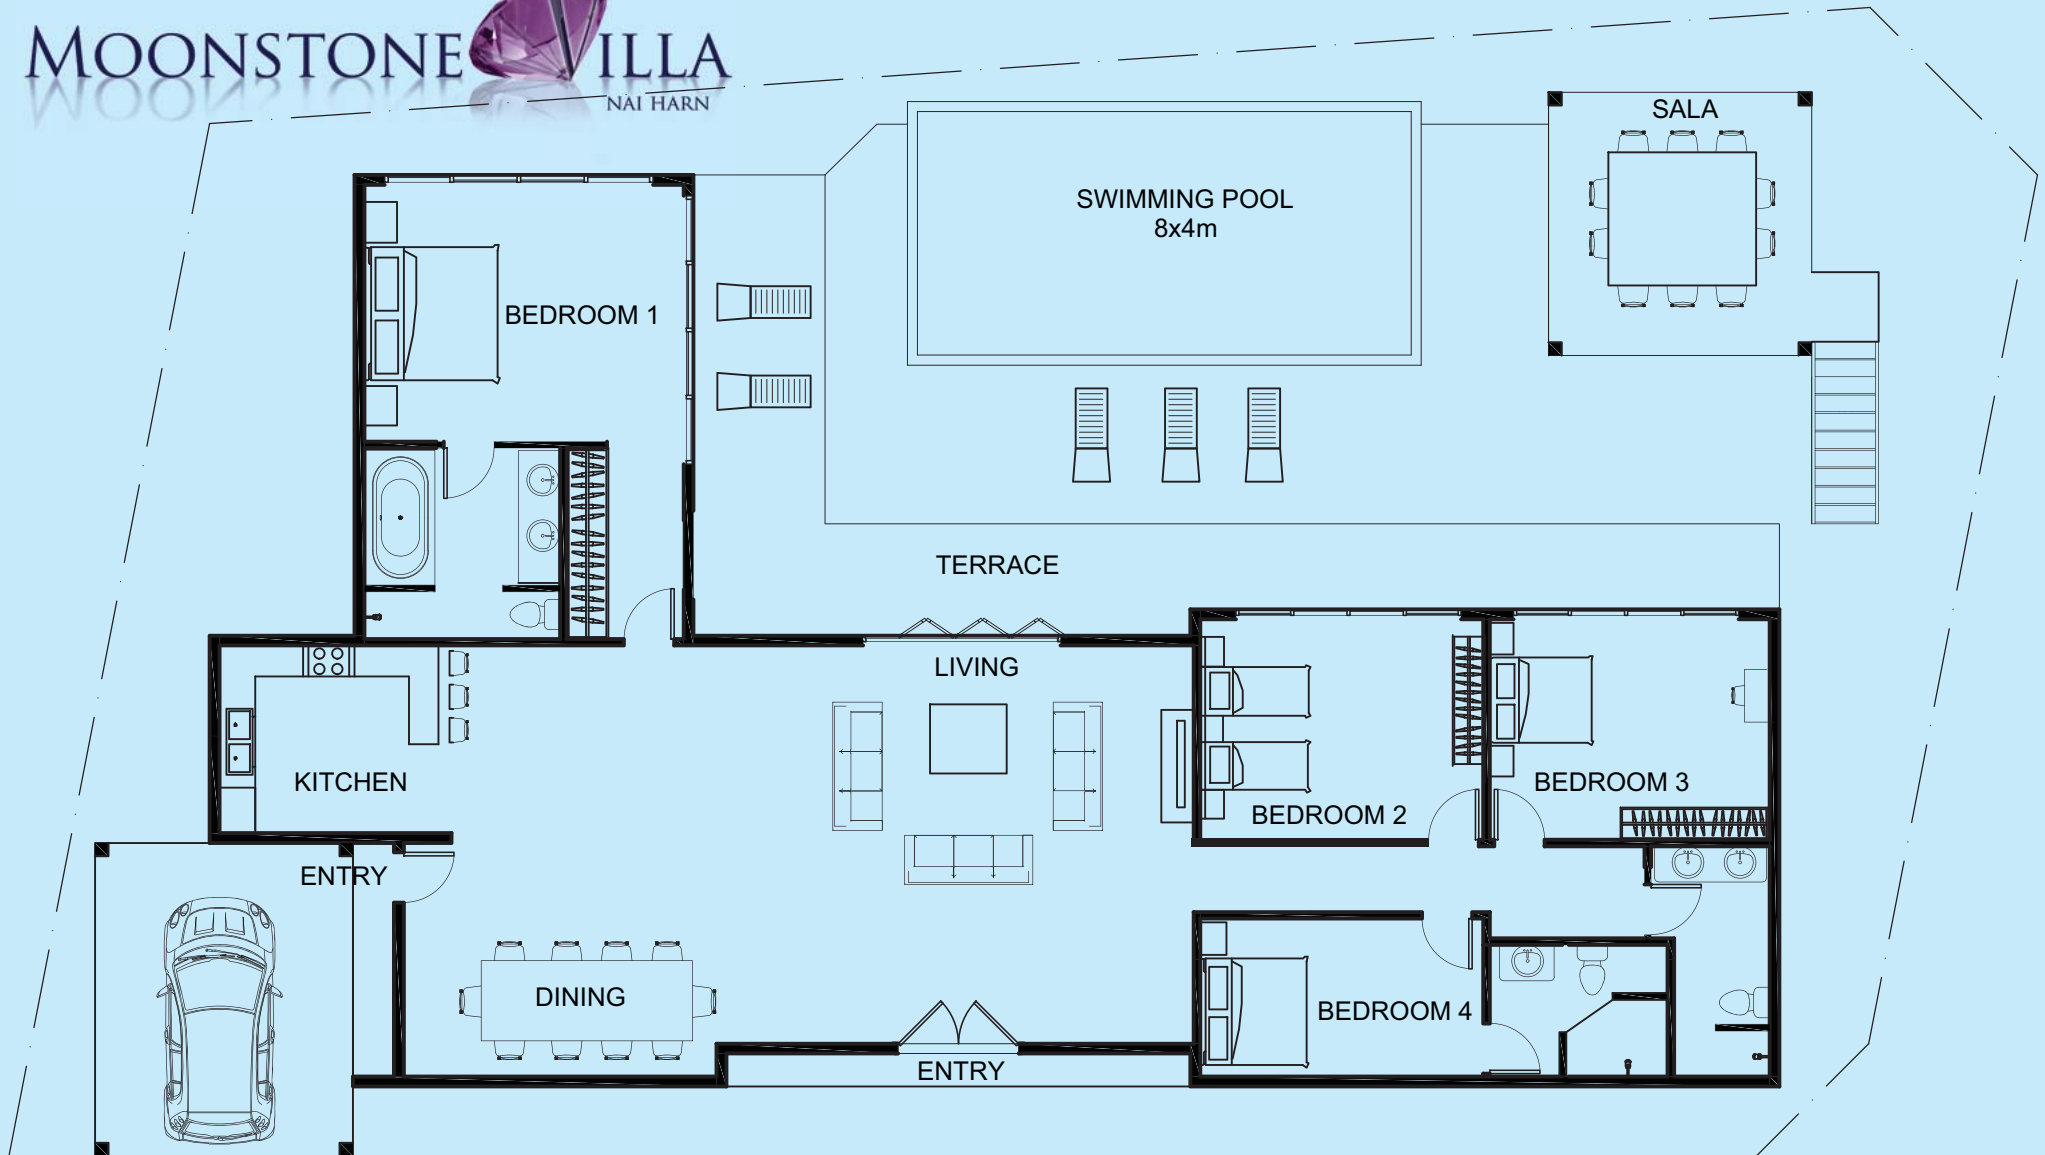 MOONSTONE VILLA
NAI HARN
SALA
SWIMMING POOL
8x4m
BEDROOM 1
TERRACE
LIVING
KITCHEN
BEDROOM 2
BEDROOM 3
ENTRY
DINING
BEDROOM 4
ENTRY